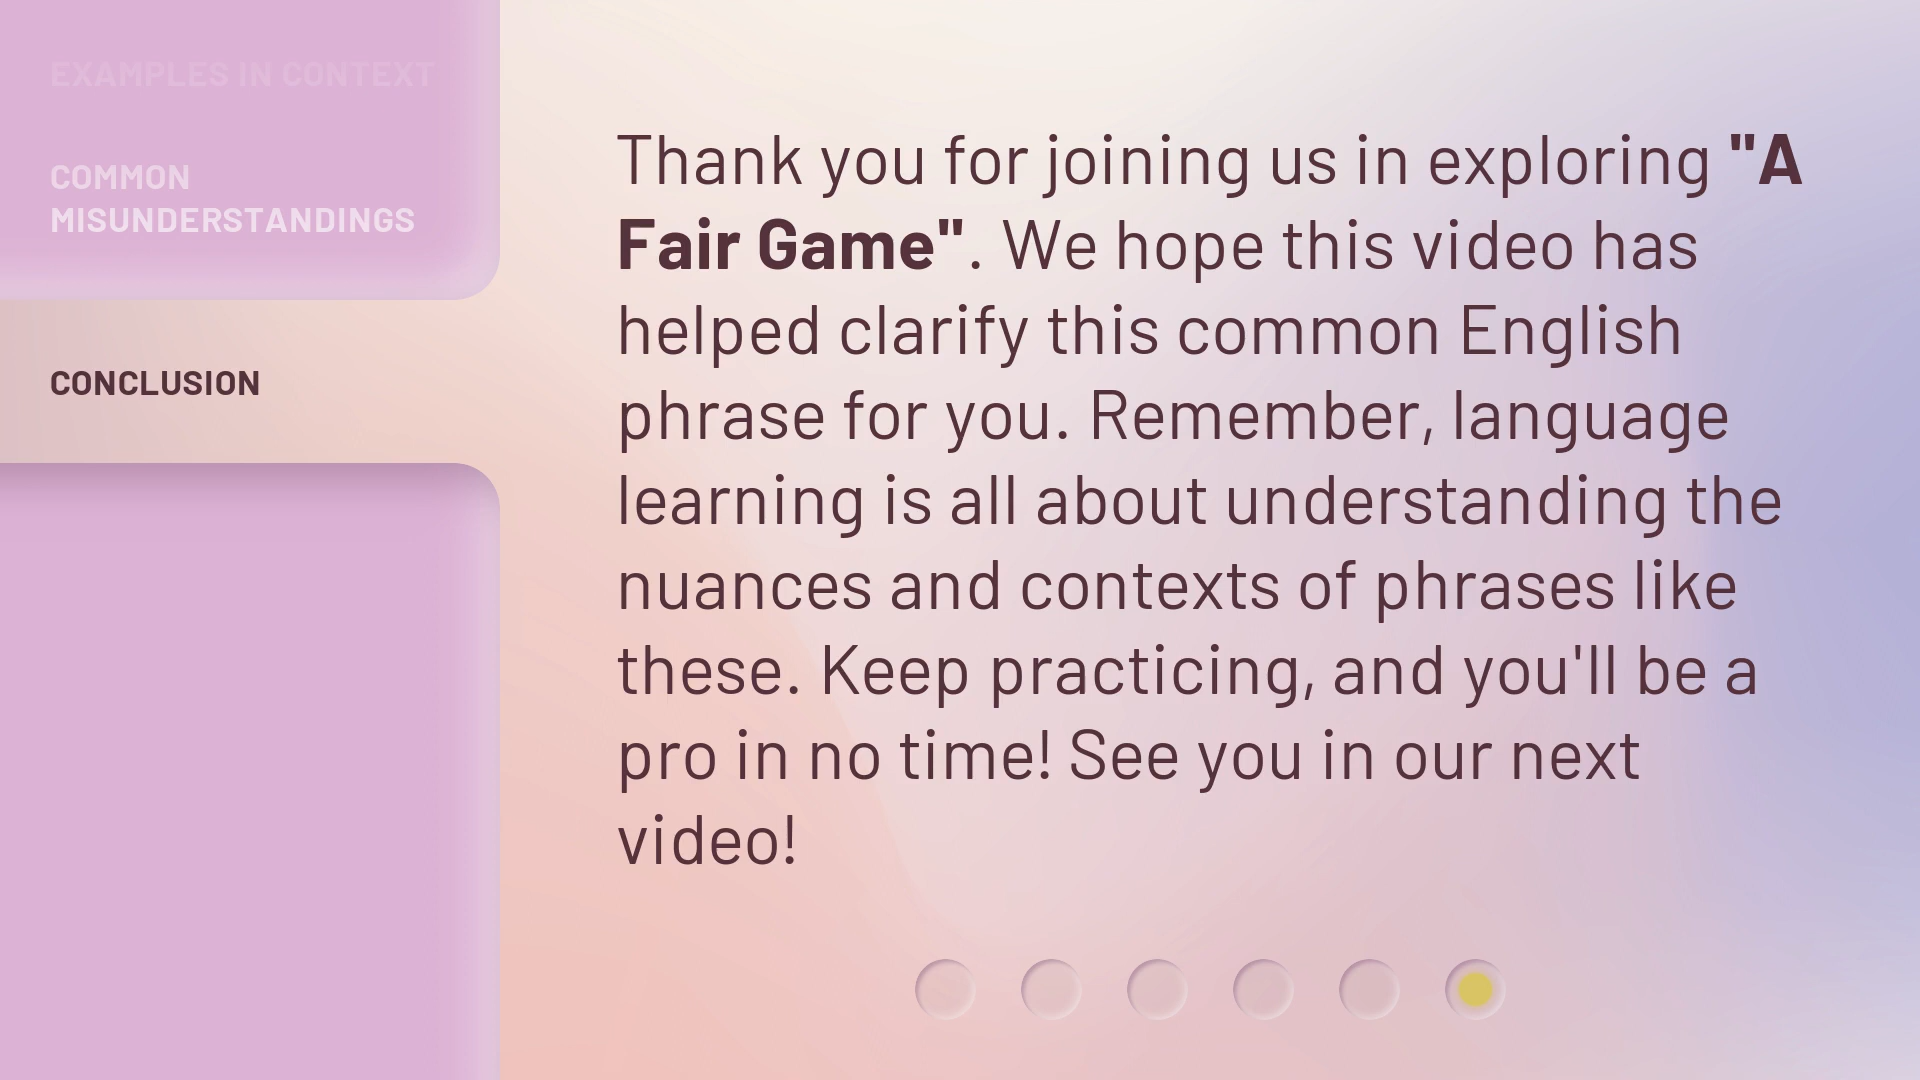 EXAMPLES IN CONTEXT
COMMON
MISUNDERSTANDINGS
CONCLUSION
Thank you for joining us in exploring "A
Fair Game". We hope this video has
helped clarify this common English
phrase for you. Remember, language
learning is all about understanding the
nuances and contexts of phrases like
these. Keep practicing, and you'll be a
pro in no time! See you in our next
video!